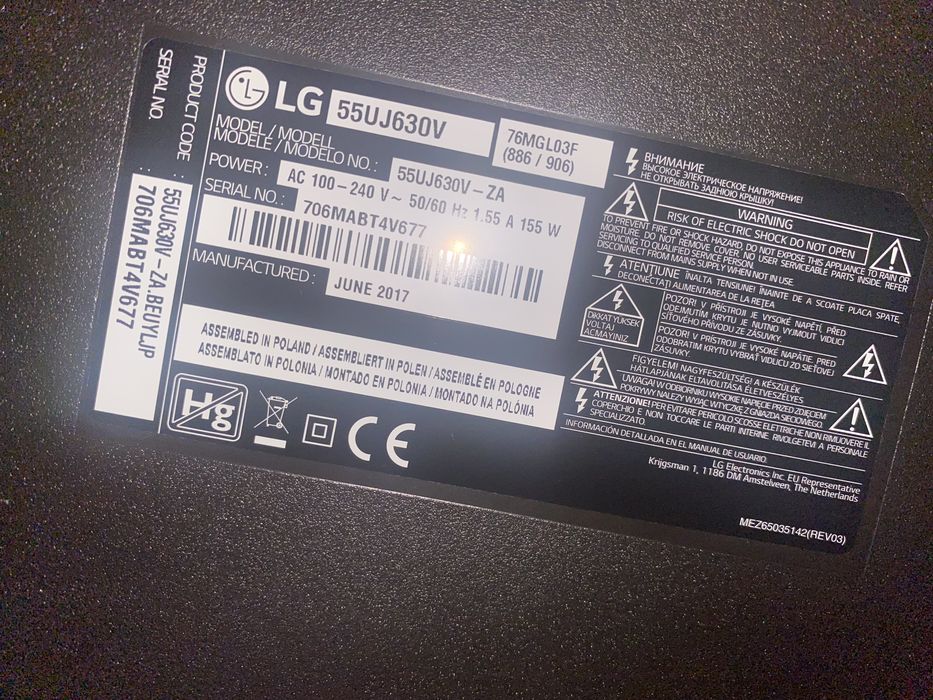 PRODUCT CODE
SERIAL NO.
55UJ630V-ZA.BEUIYLJP
706MABT4V677
LG
55UJ630V
76MGL03F
(886 / 906)
MODEL / MODELL
MODELE / MODELO NO.:
55UJ630V-ZA
POWER :
AC 100-240 V~ 50/60 Hz 1.55 A 155 W
SERIAL NO.:
706MABT4V677
MANUFACTURED :
JUNE 2017
ASSEMBLED IN POLAND / ASSEMBLIERT IN POLEN / ASSEMBLÉ EN POLOGNE
ASSEMBLATO IN POLONIA / MONTADO EN POLONIA / MONTADO NA POLÓNIA
Hg
CE
ВНИМАНИЕ
ВЫСОКОЕ ЭЛЕКТРИЧЕСКОЕ НАПРЯЖЕНИЕ!
НЕ ОТКРЫВАТЬ ЗАДНЮЮ КРЫШКУ!
WARNING
RISK OF ELECTRIC SHOCK DO NOT OPEN
TO PREVENT FIRE OR SHOCK HAZARD, DO NOT EXPOSE THIS APPLIANCE TO RAIN OR
MOISTURE. DO NOT REMOVE COVER. NO USER SERVICEABLE PARTS INSIDE. REFER
SERVICING TO QUALIFIED SERVICE PERSON.
DISCONNECT FROM MAINS SUPPLY WHEN NOT IN USE.
ATENŢIUNE ÎNALTA TENSIUNE! ÎNAINTE DE A SCOATE PLACA SPATE,
DECONECTAŢI ALIMENTAREA DE LA REŢEA
DIKKAT!YÜKSEK
VOLTAJ
AÇMAYINIZ
POZOR! V PŘÍSTROJI JE VYSOKÉ NAPĚTÍ, PŘED
ODEJMUTÍM KRYTU JE NUTNO VYJMOUT VIDLICI
SÍŤOVÉHO PŘÍVODU ZE ZÁSUVKY.
POZOR! V PRÍSTROJI JE VYSOKÉ NAPÄTIE. PRED
ODOBRATÍM KRYTU VYBRAŤ VIDLICU ZO SIEŤOVEJ
ZÁSUVKY.
FIGYELEM! NAGYFESZÜLTSÉG! A KÉSZÜLÉK
HÁTLAPJÁNAK ELTÁVOLÍTÁSA ÉLETVESZÉLYES.
UWAGA! W ODBIORNIKU WYSOKIE NAPIĘCIE PRZED ZDJĘCIEM
POKRYWY NALEŻY WYJĄĆ WTYCZKĘ Z GNIAZDA SIECIOWEGO.
ATTENZIONE! PER EVITARE PERICOLO SCOSSE ELETTRICHE NON RIMUOVERE IL
COPERCHIO E NON TOCCARE LE PARTI INTERNE. RIVOLGETEVI A PERSONALE
SPECIALIZZATO.
INFORMACIÓN DETALLADA EN EL MANUAL DE USUARIO.
LG Electronics Inc. EU Representative
Krijgsman 1, 1186 DM Amstelveen, The Netherlands
MEZ65035142(REV03)